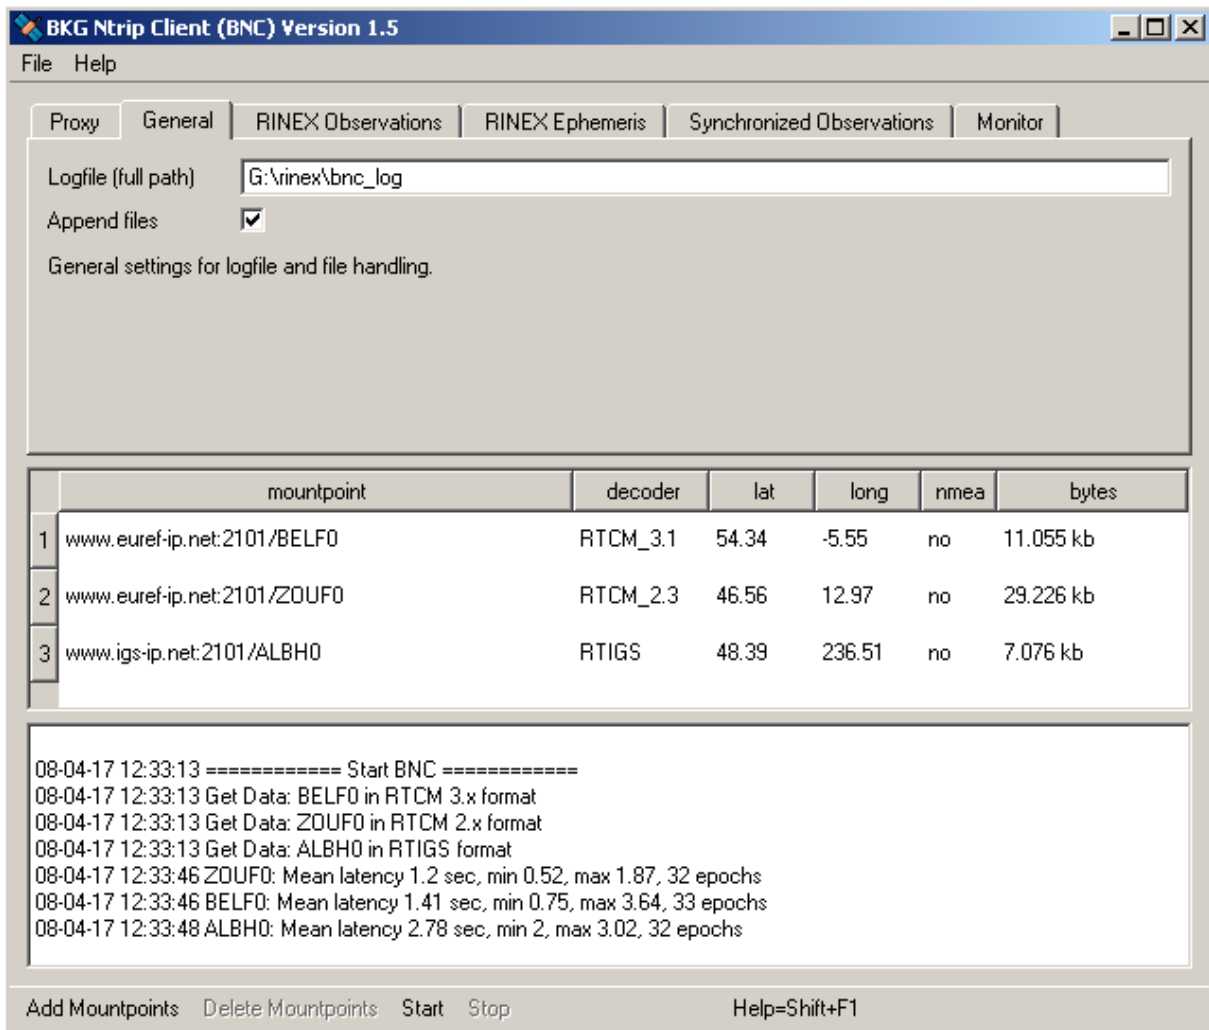 BKG Ntrip Client (BNC) Version 1.5
File Help
Proxy General RINEX Observations RINEX Ephemeris Synchronized Observations Monitor
Logfile (full path) G:\rinex\bnc_log
Append files
General settings for logfile and file handling.
mountpoint decoder lat long nmea bytes
1 www.euref-ip.net:2101/BELF0 RTCM_3.1 54.34 -5.55 no 11.055 kb
2 www.euref-ip.net:2101/ZOUF0 RTCM_2.3 46.56 12.97 no 29.226 kb
3 www.igs-ip.net:2101/ALBH0 RTIGS 48.39 236.51 no 7.076 kb
08-04-17 12:33:13 ============ Start BNC ============
08-04-17 12:33:13 Get Data: BELF0 in RTCM 3.x format
08-04-17 12:33:13 Get Data: ZOUF0 in RTCM 2.x format
08-04-17 12:33:13 Get Data: ALBH0 in RTIGS format
08-04-17 12:33:46 ZOUF0: Mean latency 1.2 sec, min 0.52, max 1.87, 32 epochs
08-04-17 12:33:46 BELF0: Mean latency 1.41 sec, min 0.75, max 3.64, 33 epochs
08-04-17 12:33:48 ALBH0: Mean latency 2.78 sec, min 2, max 3.02, 32 epochs
Add Mountpoints Delete Mountpoints Start Stop Help=Shift+F1